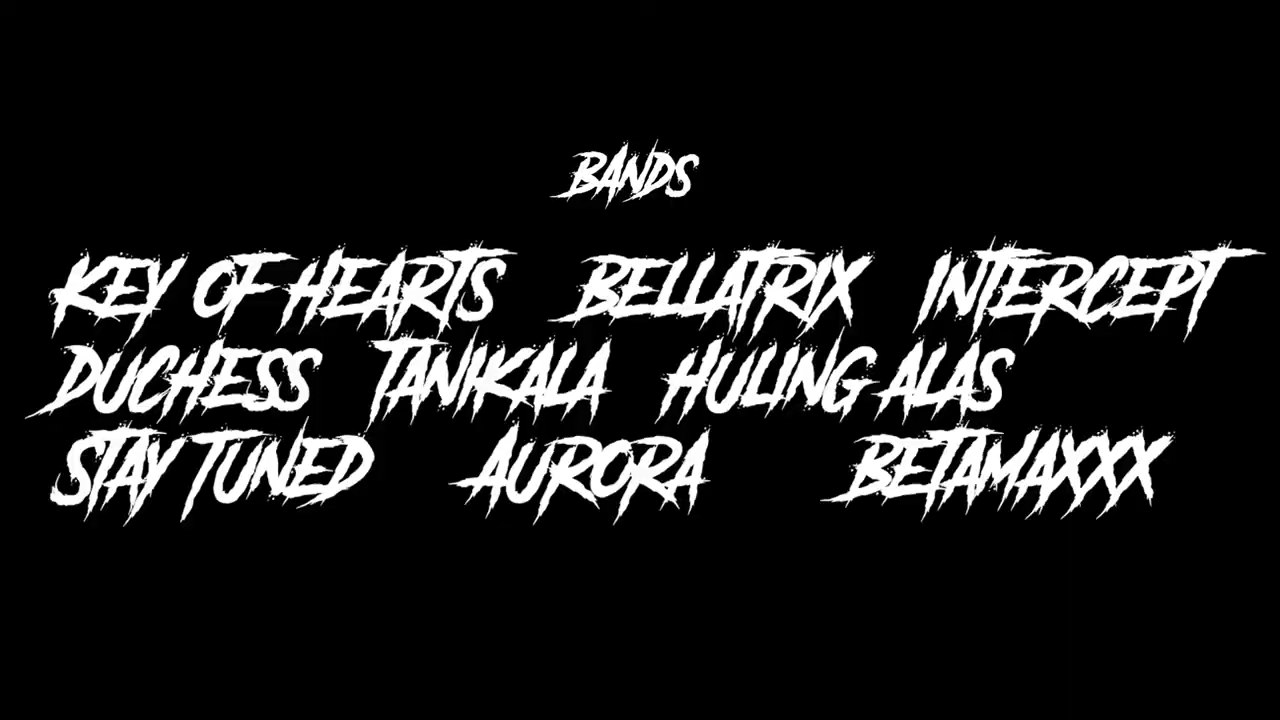 BANDS
KEY OF HEARTS BELLATRIX INTERCEPT
DUCHESS TANIKALA HULING ALAS
STAY TUNED AURORA BETAMAXXX